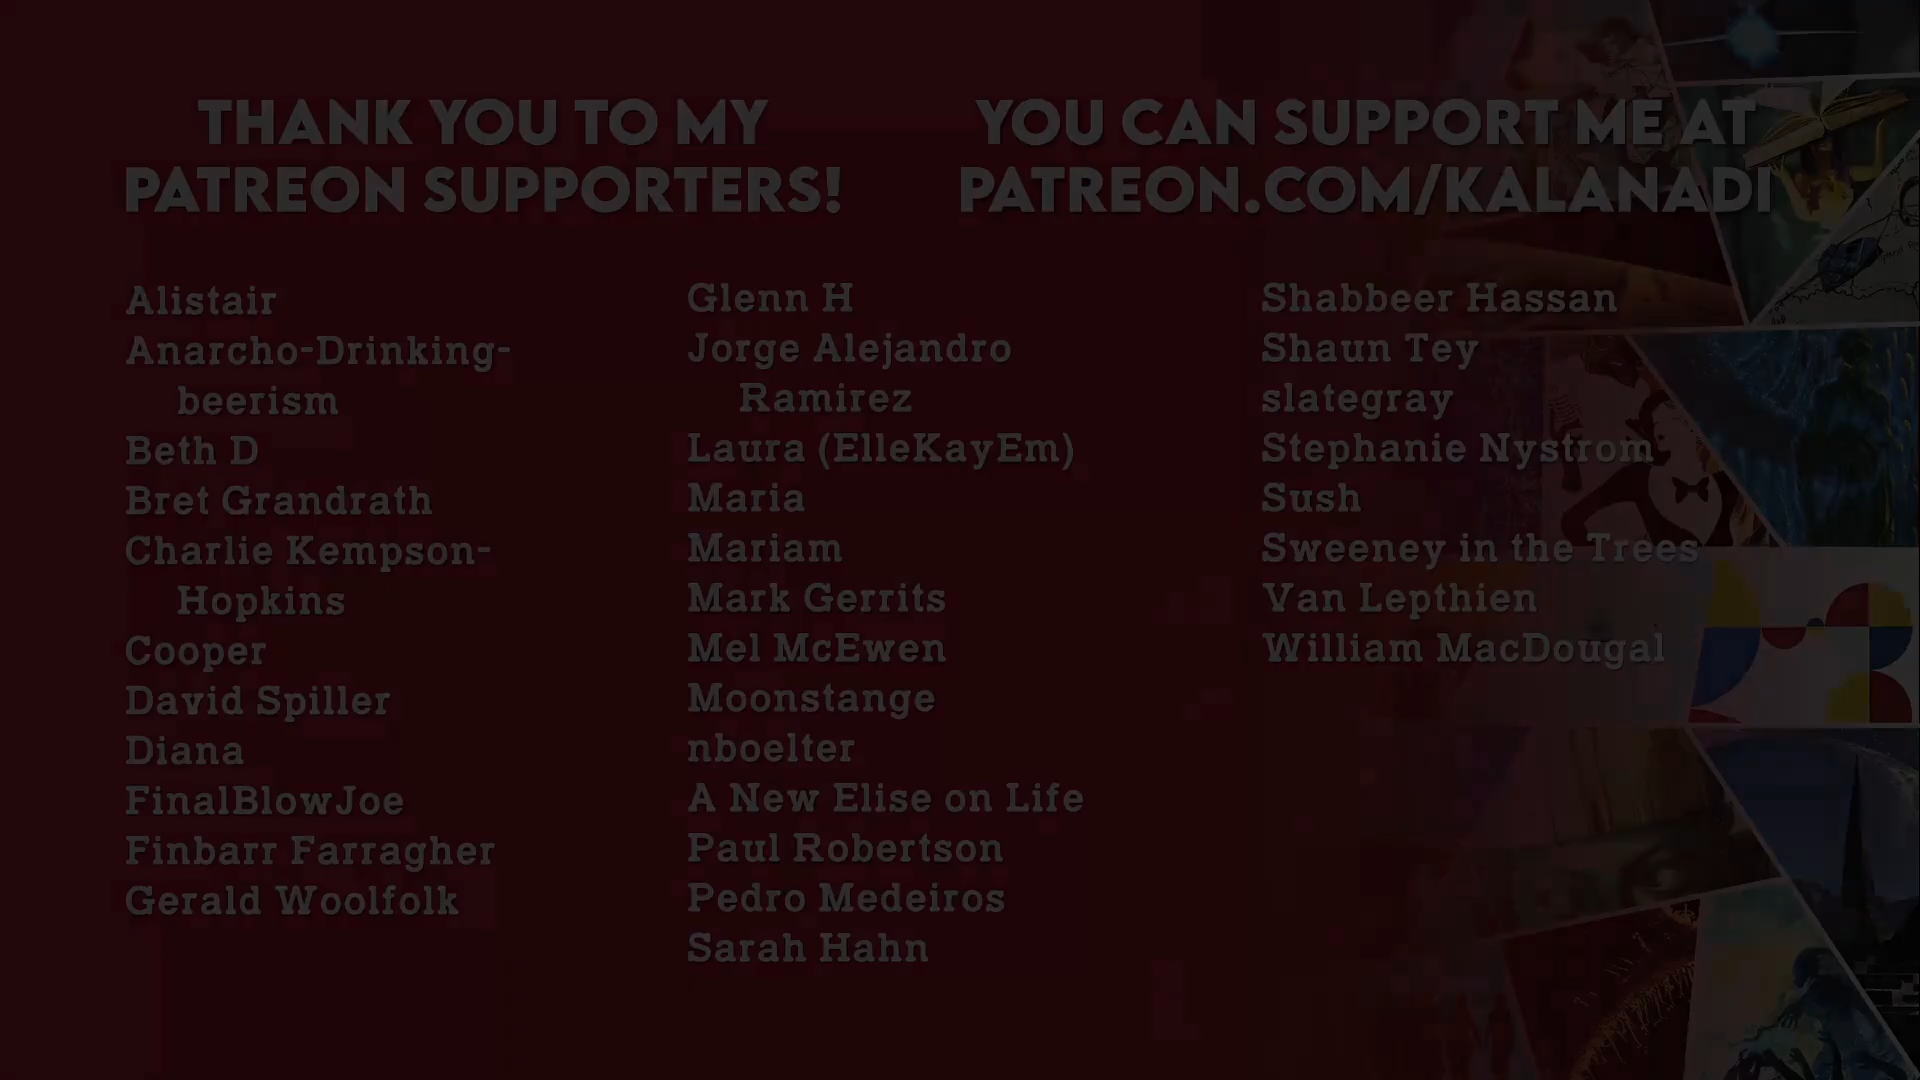 THANK YOU TO MY
PATREON SUPPORTERS!
YOU CAN SUPPORT ME AT
PATREON.COM/KALANADI
Alistair
Anarcho-Drinking-
beerism
Beth D
Bret Grandrath
Charlie Kempson-
Hopkins
Cooper
David Spiller
Diana
FinalBlowJoe
Finbarr Farragher
Gerald Woolfolk
Glenn H
Jorge Alejandro
Ramirez
Laura (ElleKayEm)
Maria
Mariam
Mark Gerrits
Mel McEwen
Moonstange
nboelter
A New Elise on Life
Paul Robertson
Pedro Medeiros
Sarah Hahn
Shabbeer Hassan
Shaun Tey
slategray
Stephanie Nystrom
Sush
Sweeney in the Trees
Van Lepthien
William MacDougal